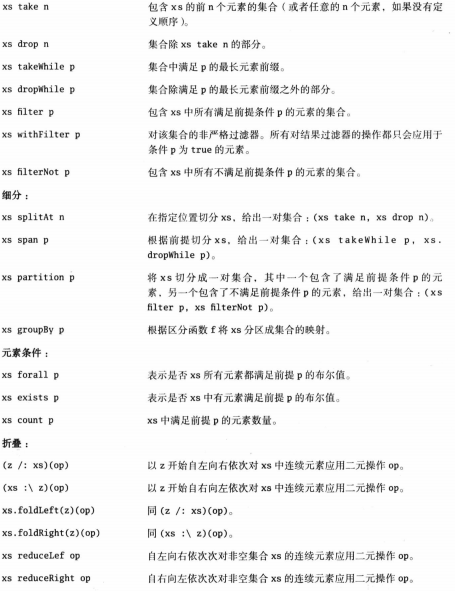 xs take n 包含 xs 的前 n 个元素的集合（或者任意的 n 个元素，如果没有定
义顺序）。
xs drop n 集合除 xs take n 的部分。
xs takeWhile p 集合中满足 p 的最长元素前缀。
xs dropWhile p 集合除满足 p 的最长元素前缀之外的部分。
xs filter p 包含 xs 中所有满足前提条件 p 的元素的集合。
xs withFilter p 对该集合的非严格过滤器。所有对结果过滤器的操作都只会应用于
条件 p 为 true 的元素。
xs filterNot p 包含 xs 中所有不满足前提条件 p 的元素的集合。
细分：
xs splitAt n 在指定位置切分 xs，给出一对集合：(xs take n, xs drop n)。
xs span p 根据前提切分 xs，给出一对集合：(xs takeWhile p, xs.
dropWhile p)。
xs partition p 将 xs 切分成一对集合，其中一个包含了满足前提条件 p 的元
素，另一个包含了不满足前提条件 p 的元素，给出一对集合：(xs
filter p, xs filterNot p)。
xs groupBy p 根据区分函数 f 将 xs 分区成集合的映射。
元素条件：
xs forall p 表示是否 xs 所有元素都满足前提 p 的布尔值。
xs exists p 表示是否 xs 中有元素满足前提 p 的布尔值。
xs count p xs 中满足前提 p 的元素数量。
折叠：
(z /: xs)(op) 以 z 开始自左向右依次对 xs 中连续元素应用二元操作 op。
(xs :\ z)(op) 以 z 开始自右向左依次对 xs 中连续元素应用二元操作 op。
xs.foldLeft(z)(op) 同 (z /: xs)(op)。
xs.foldRight(z)(op) 同 (xs :\ z)(op)。
xs reduceLef op 自左向右依次次对非空集合 xs 的连续元素应用二元操作 op。
xs reduceRight op 自右向左依次对非空集合 xs 的连续元素应用二元操作 op。